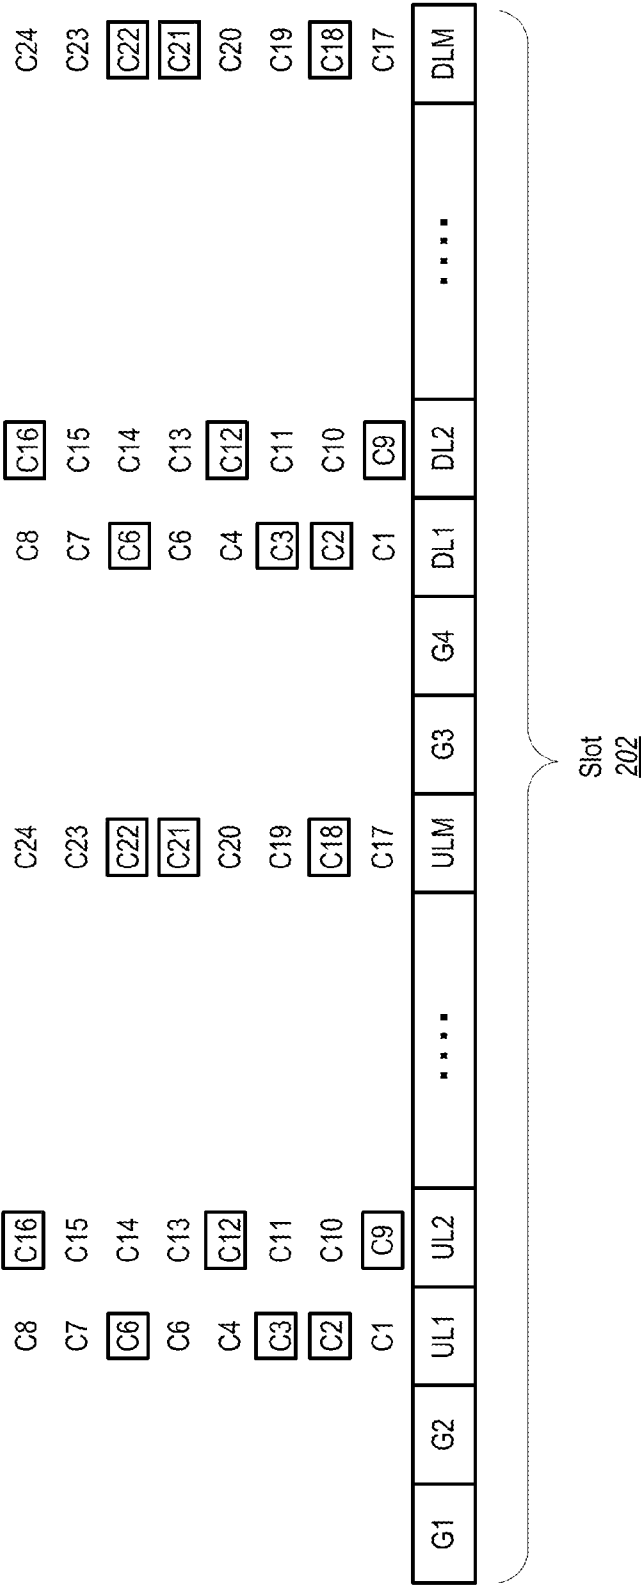 C8 C16 C24 C8 C16 C24
C7 C15 C23 C7 C15 C23
C6 C14 C22 C6 C14 C22
C6 C13 C21 C6 C13 C21
C4 C12 C20 C4 C12 C20
C3 C11 C19 C3 C11 C19
C2 C10 C18 C2 C10 C18
C1 C9 C17 C1 C9 C17
G1 G2 UL1 UL2 .... ULM G3 G4 DL1 DL2 .... DLM
Slot
202